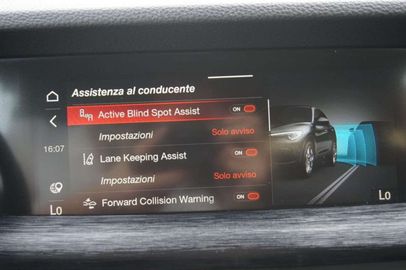 Assistenza al conducente
Active Blind Spot Assist ON
Impostazioni Solo avviso
16:07
Lane Keeping Assist ON
Impostazioni Solo avviso
Forward Collision Warning ON
Lo Lo